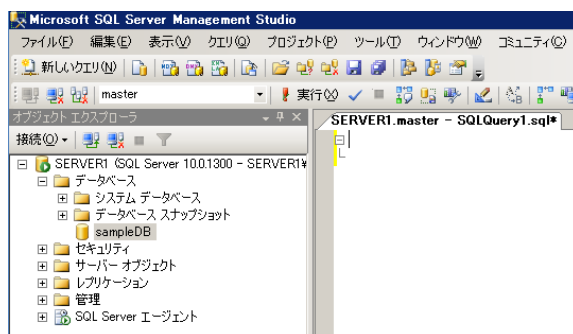 Microsoft SQL Server Management Studio
ファイル(F) 編集(E) 表示(V) クエリ(Q) プロジェクト(P) ツール(T) ウィンドウ(W) コミュニティ(C)
新しいクエリ(N)
master 実行(X)
オブジェクト エクスプローラ
SERVER1.master - SQLQuery1.sql*
接続(O)
SERVER1 (SQL Server 10.0.1300 - SERVER1¥
データベース
システム データベース
データベース スナップショット
sampleDB
セキュリティ
サーバー オブジェクト
レプリケーション
管理
SQL Server エージェント